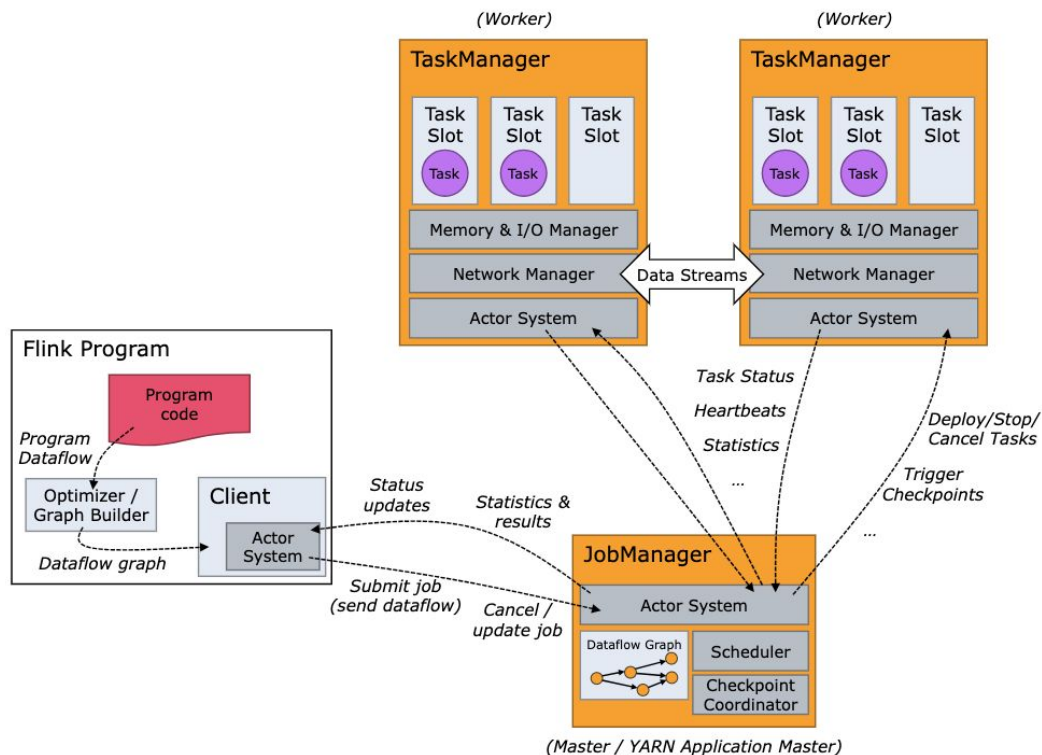 (Worker)
(Worker)
TaskManager
TaskManager
Task
Slot
Task
Task
Slot
Task
Task
Slot
Task
Slot
Task
Task
Slot
Task
Task
Slot
Memory & I/O Manager
Memory & I/O Manager
Network Manager
Data Streams
Network Manager
Actor System
Actor System
Flink Program
Program
code
Program
Dataflow
Optimizer /
Graph Builder
Dataflow graph
Client
Actor
System
Status
updates
Statistics &
results
Submit job
(send dataflow)
Cancel /
update job
Task Status
Heartbeats
Statistics
...
Deploy/Stop/
Cancel Tasks
Trigger
Checkpoints
...
JobManager
Actor System
Dataflow Graph
Scheduler
Checkpoint
Coordinator
(Master / YARN Application Master)